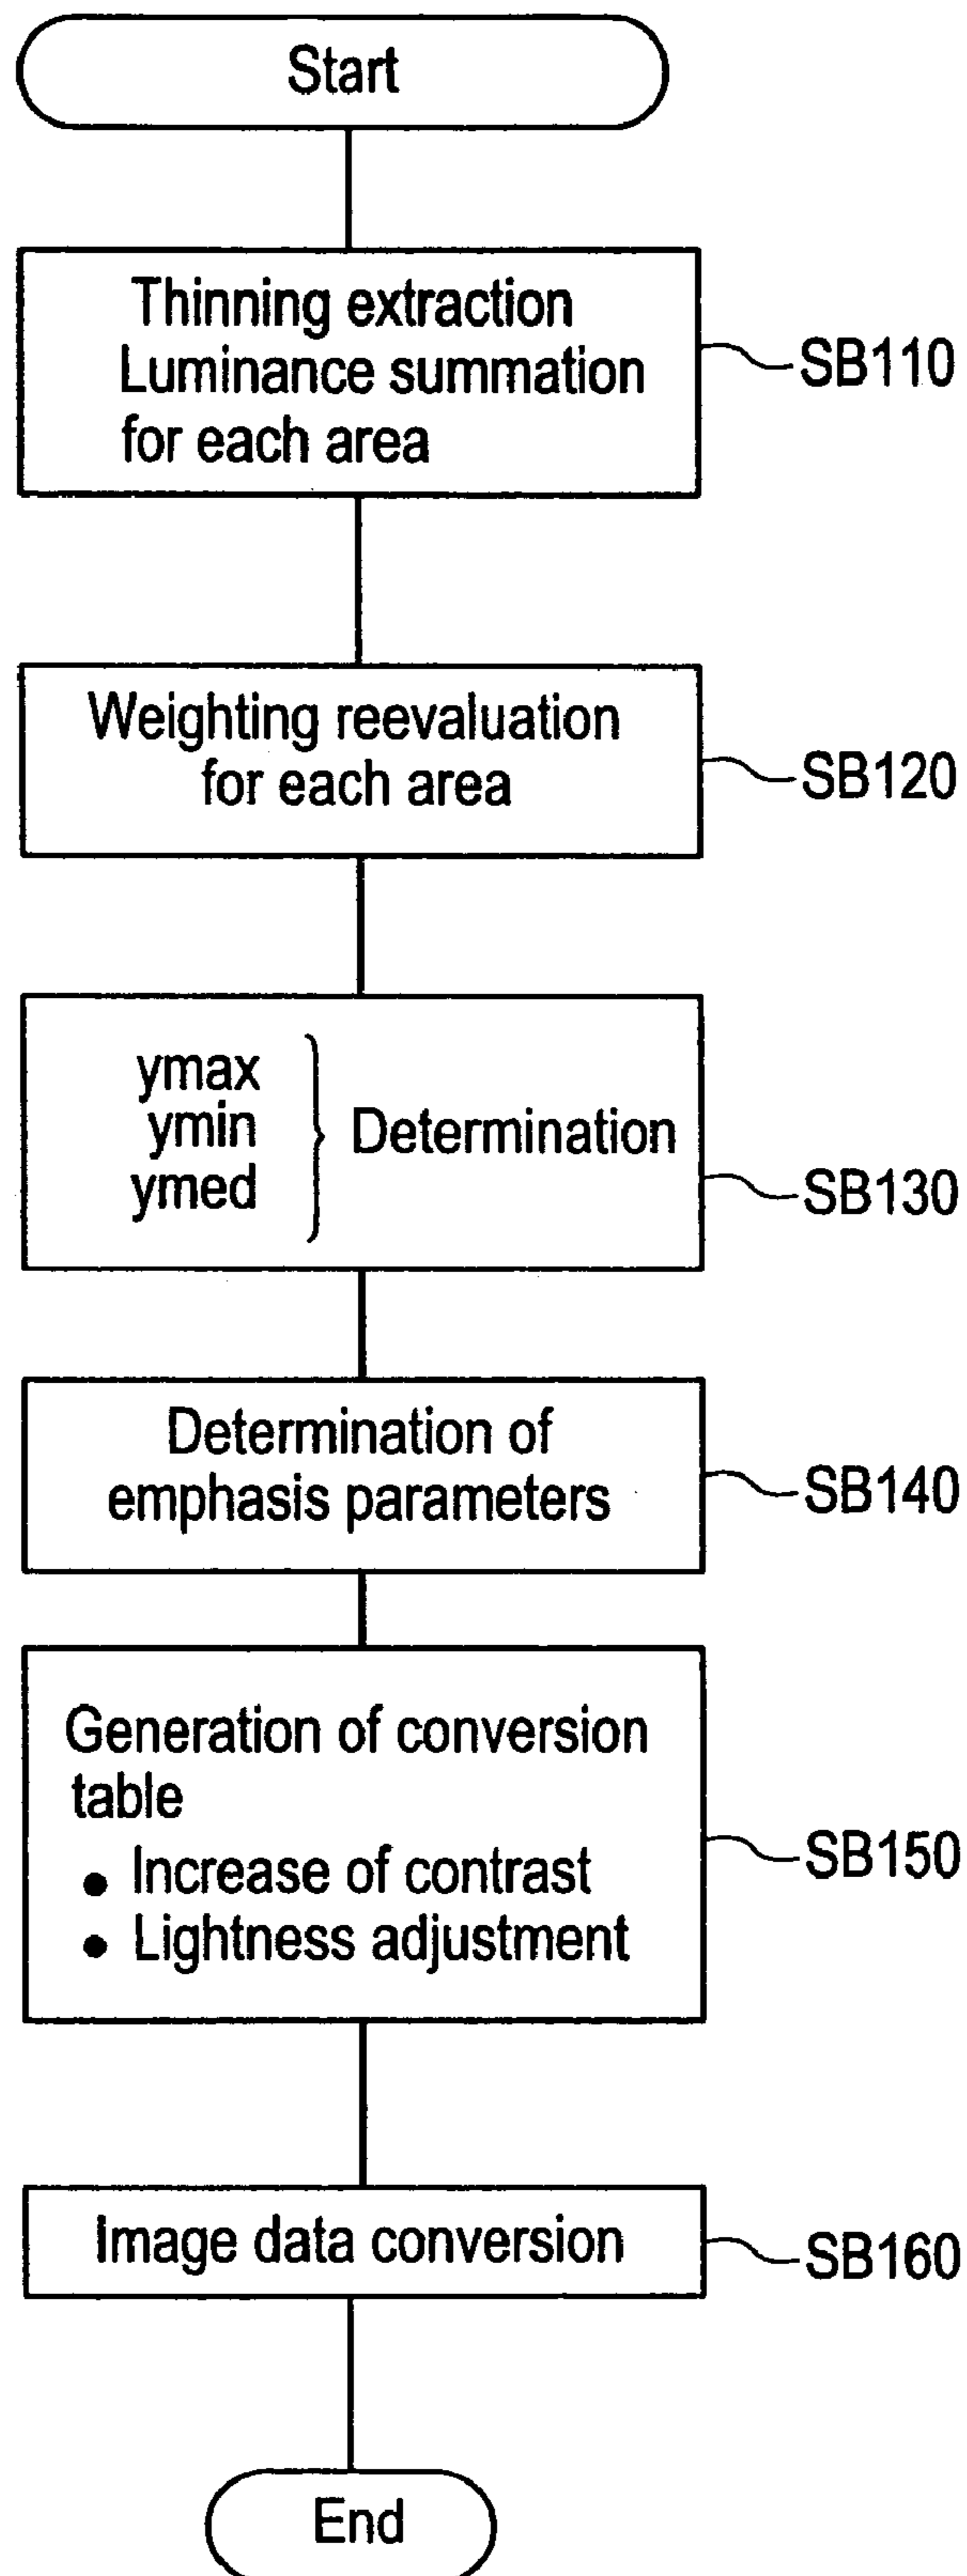 Start
Thinning extraction
Luminance summation
for each area
SB110
Weighting reevaluation
for each area
SB120
ymax
ymin
ymed
Determination
SB130
Determination of
emphasis parameters
SB140
Generation of conversion
table
• Increase of contrast
• Lightness adjustment
SB150
Image data conversion
SB160
End